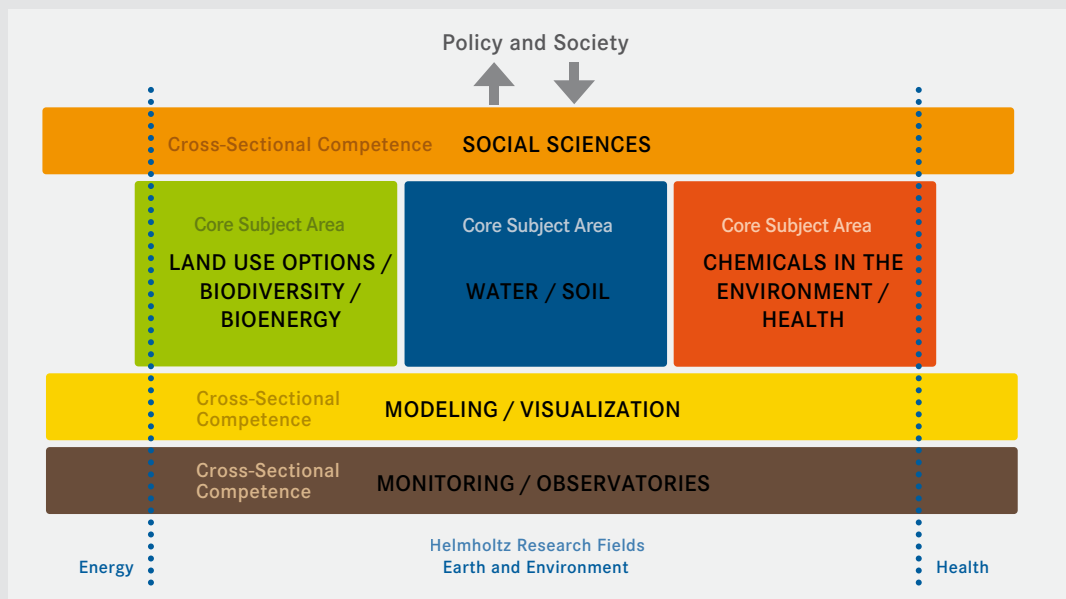 Policy and Society
Cross-Sectional Competence SOCIAL SCIENCES
Core Subject Area
LAND USE OPTIONS /
BIODIVERSITY /
BIOENERGY
Core Subject Area
WATER / SOIL
Core Subject Area
CHEMICALS IN THE
ENVIRONMENT /
HEALTH
Cross-Sectional
Competence
MODELING / VISUALIZATION
Cross-Sectional
Competence
MONITORING / OBSERVATORIES
Helmholtz Research Fields
Energy
Earth and Environment
Health